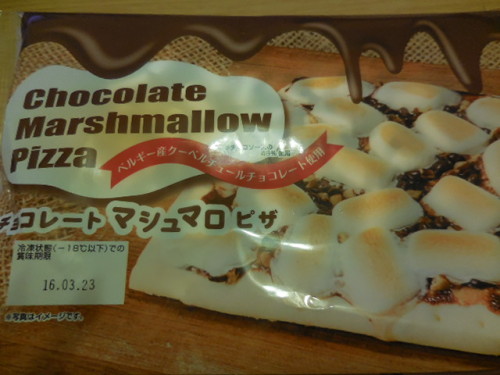 Chocolate
Marshmallow
Pizza
ベルギー産クーベルチュールチョコレート使用
チョコレート マシュマロ ピザ
冷凍状態(-18℃以下)での
賞味期限
16.03.23
※写真はイメージです。